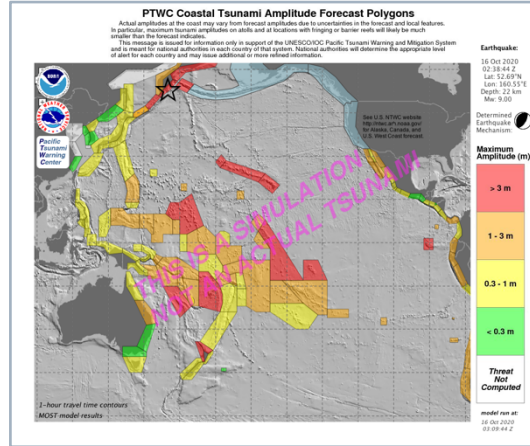 PTWC Coastal Tsunami Amplitude Forecast Polygons
Actual amplitudes at the coast may vary from forecast amplitudes due to uncertainties in the forecast and local features.
In particular, maximum tsunami amplitudes on atolls and at locations with fringing or barrier reefs will likely be much
smaller than the forecast indicates.
This message is issued for information only in support of the UNESCO/IOC Pacific Tsunami Warning and Mitigation System
and is meant for national authorities in each country of that system. National authorities will determine the appropriate level
of alert for each country and may issue additional or more refined information.
Earthquake:
16 Oct 2020
02:38:44 Z
Lat: 52.69°N
Lon: 160.55°E
Depth: 22 km
Mw: 9.00
Determined
Earthquake
Mechanism:
NOAA
Pacific
Tsunami
Warning
Center
See U.S. NTWC website
http://ntwc.arh.noaa.gov/
for Alaska, Canada, and
U.S. West Coast forecast.
THIS IS A SIMULATION
NOT AN ACTUAL TSUNAMI
Maximum
Amplitude (m)
> 3 m
1 - 3 m
0.3 - 1 m
< 0.3 m
Threat
Not
Computed
1-hour travel time contours
MOST model results
model run at:
16 Oct 2020
03:09:44 Z